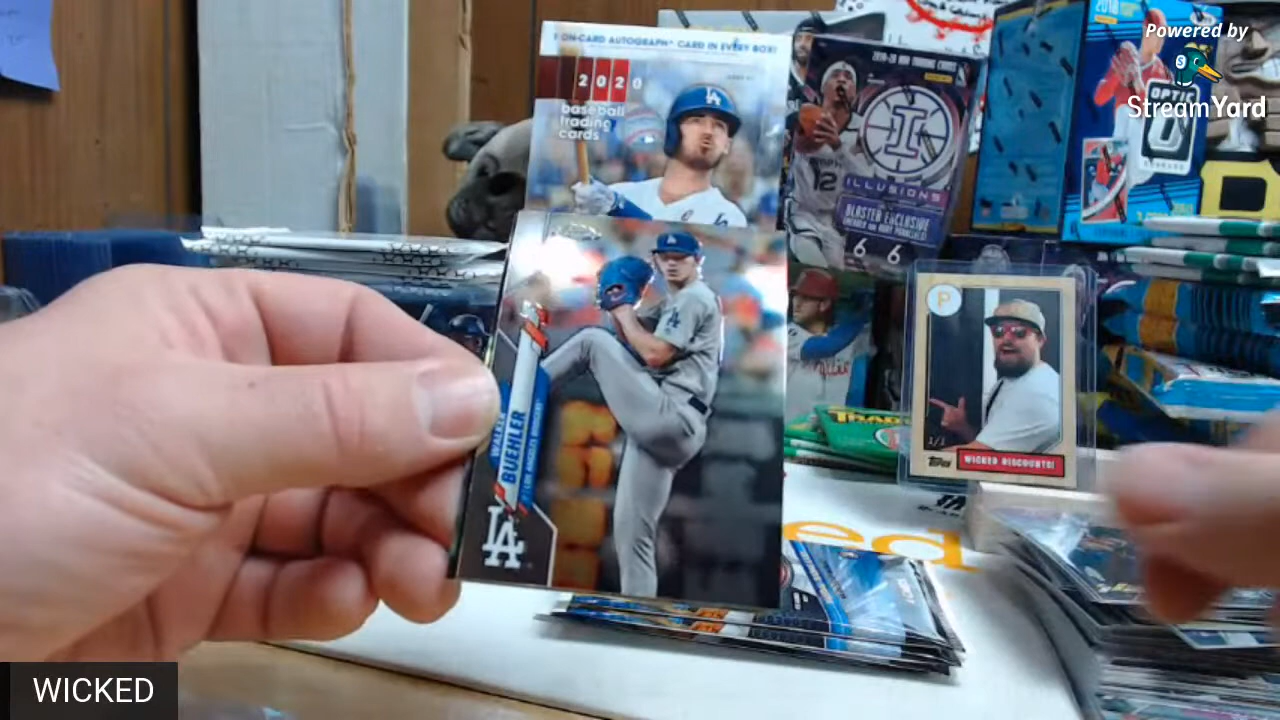 Powered by
StreamYard
1 ON-CARD AUTOGRAPH CARD IN EVERY BOX!
2020
baseball
trading
cards
2019-20 NBA TRADING CARDS
I
ILLUSIONS
BLASTER EXCLUSIVE
6 6
2018
OPTIC
WALKER
BUEHLER
LOS ANGELES DODGERS
LA
P
1/1
Topps
WICKED DISCOUNTS!
ed
WICKED